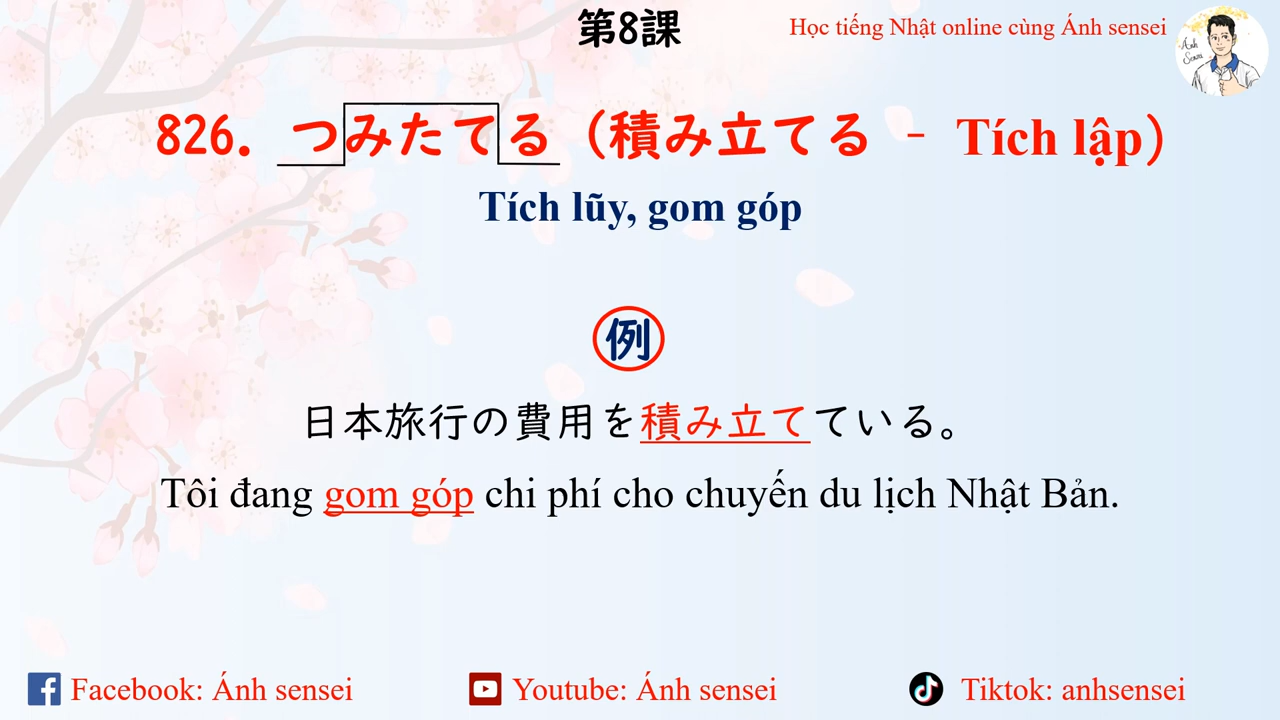 第8課
Học tiếng Nhật online cùng Ánh sensei
Ánh Sensei
826. つみたてる（積み立てる - Tích lập）
Tích lũy, gom góp
例
日本旅行の費用を積み立てている。
Tôi đang gom góp chi phí cho chuyến du lịch Nhật Bản.
Facebook: Ánh sensei
Youtube: Ánh sensei
Tiktok: anhsensei